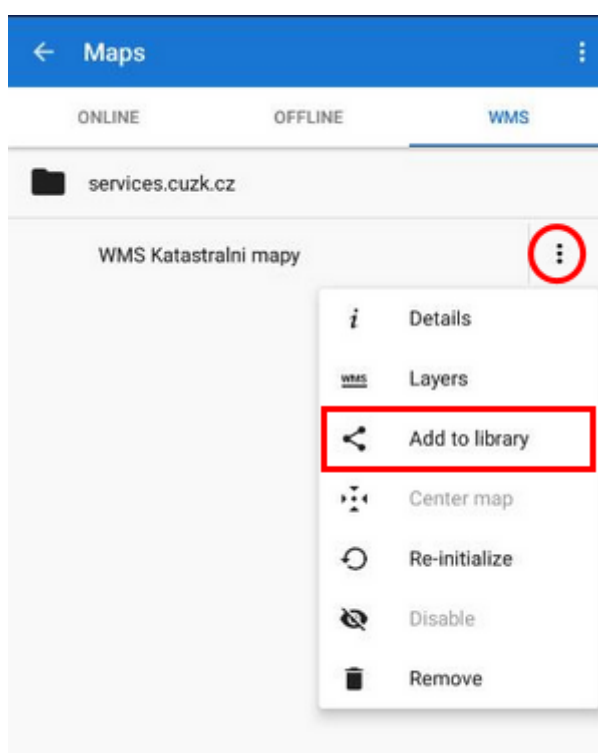 Maps
ONLINE OFFLINE WMS
services.cuzk.cz
WMS Katastralni mapy
i Details
WMS Layers
Add to library
Center map
Re-initialize
Disable
Remove